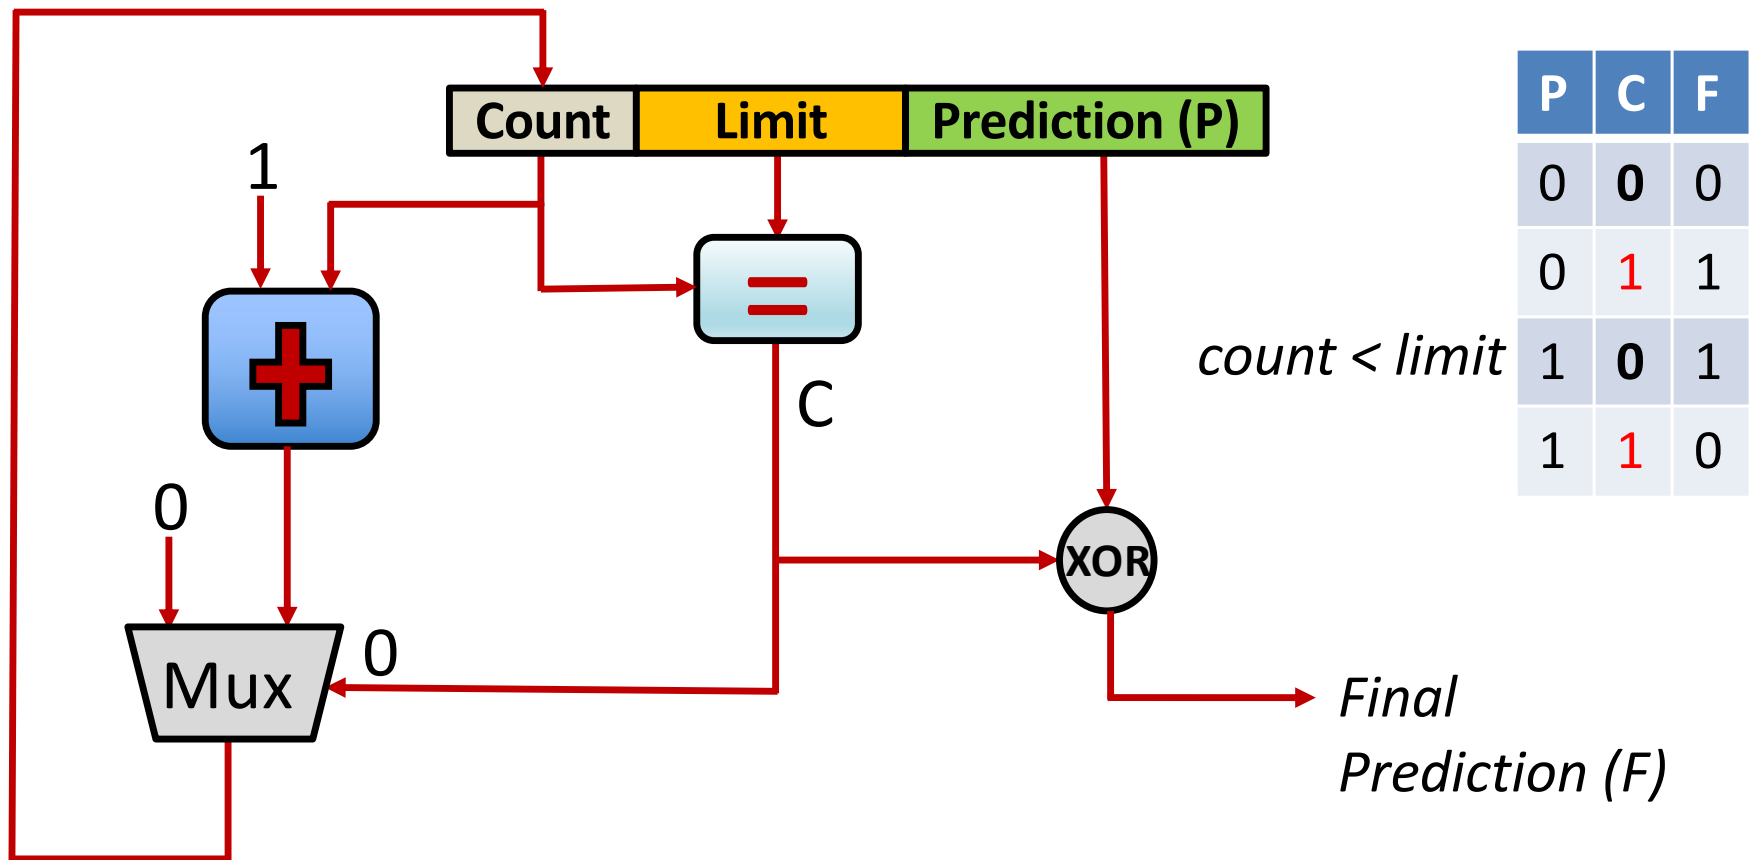 Count Limit Prediction (P)
P C F
1
0 0 0
=
0 1 1
count < limit
1 0 1
C
1 1 0
0
XOR
0
Mux
Final
Prediction (F)